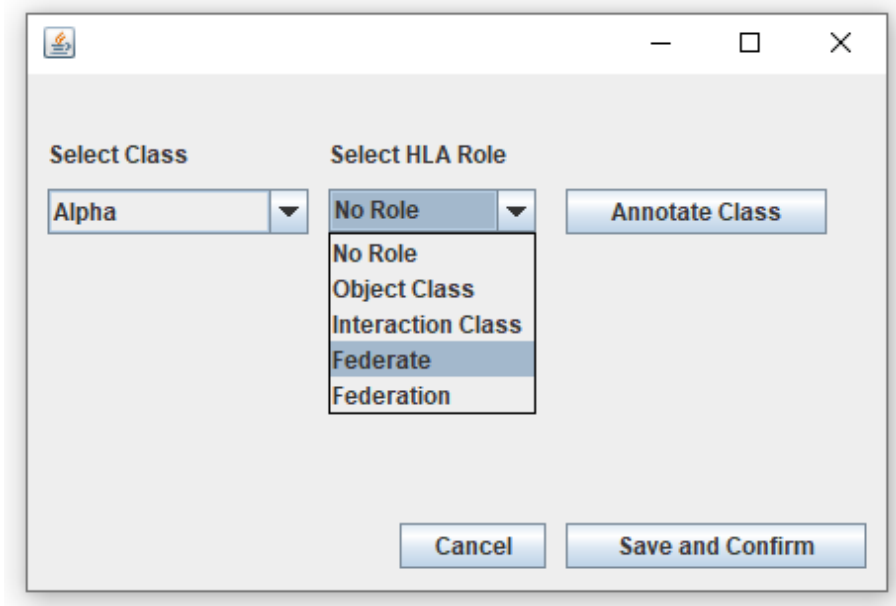 Select Class
Select HLA Role
Alpha
No Role
Annotate Class
No Role
Object Class
Interaction Class
Federate
Federation
Cancel
Save and Confirm